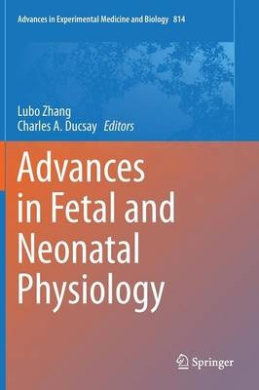 Advances in Experimental Medicine and Biology 814
Lubo Zhang
Charles A. Ducsay Editors
Advances
in Fetal and
Neonatal
Physiology
Springer